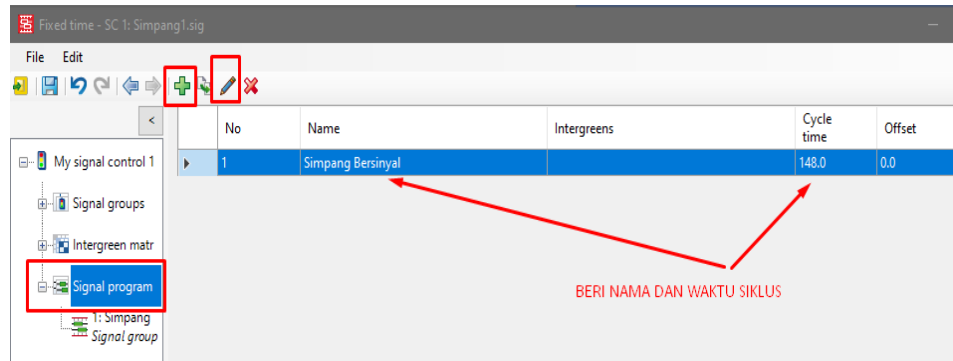 Fixed time - SC 1: Simpang1.sig
File Edit
<
No Name Intergreens Cycle time Offset
1 Simpang Bersinyal 148.0 0.0
My signal control 1
Signal groups
Intergreen matr
Signal program
1: Simpang
Signal group
BERI NAMA DAN WAKTU SIKLUS